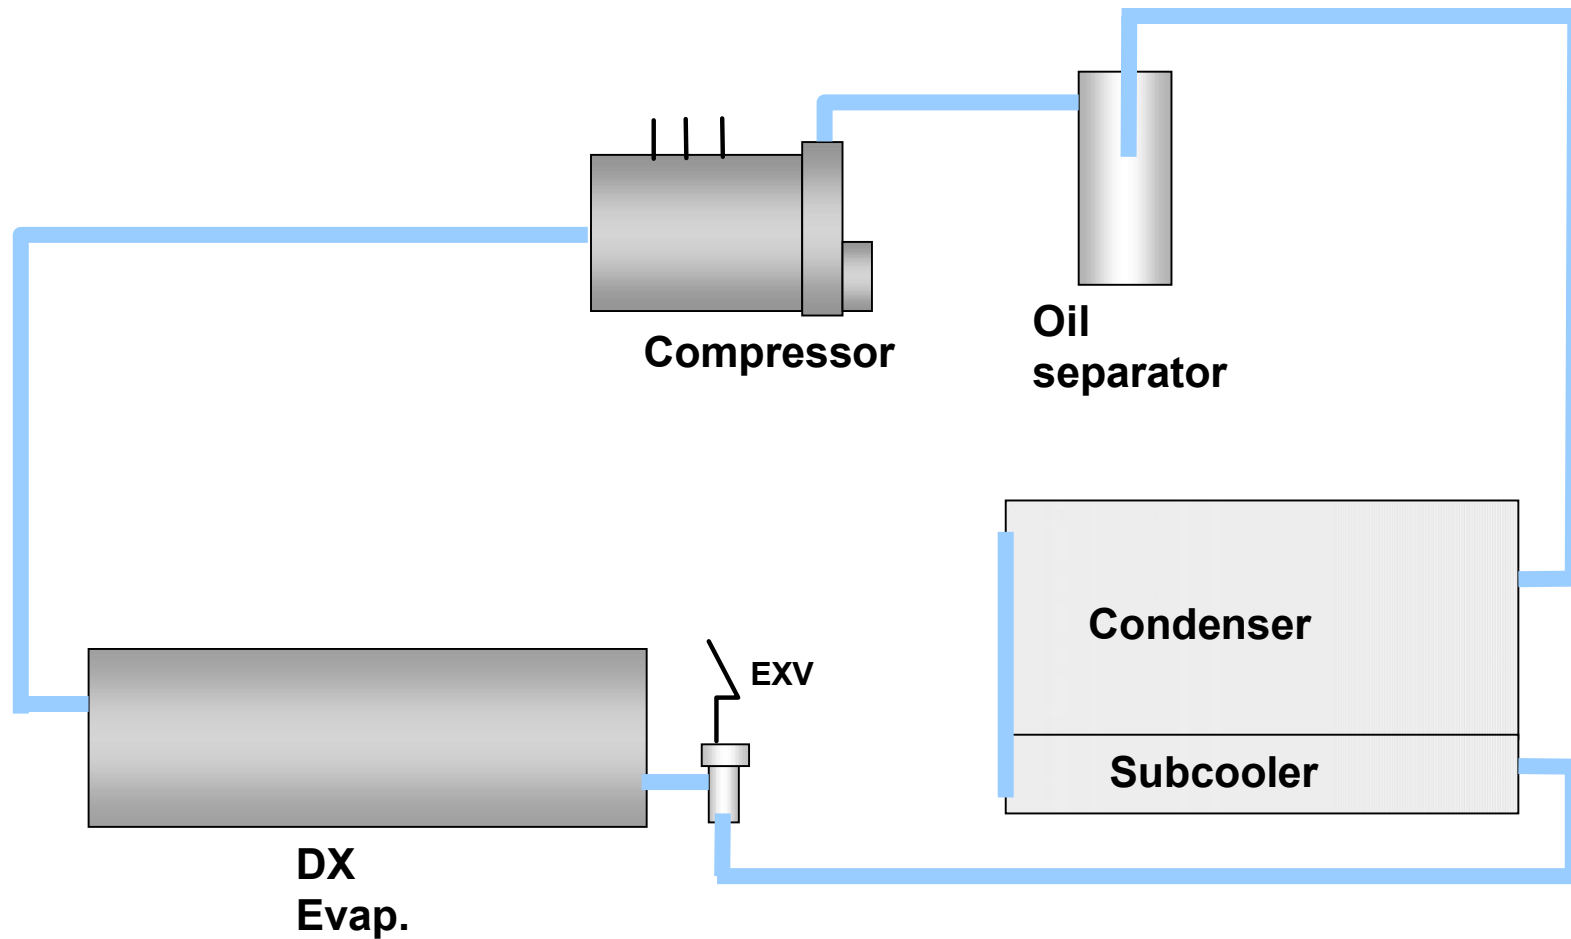 Compressor
Oil
separator
Condenser
EXV
Subcooler
DX
Evap.